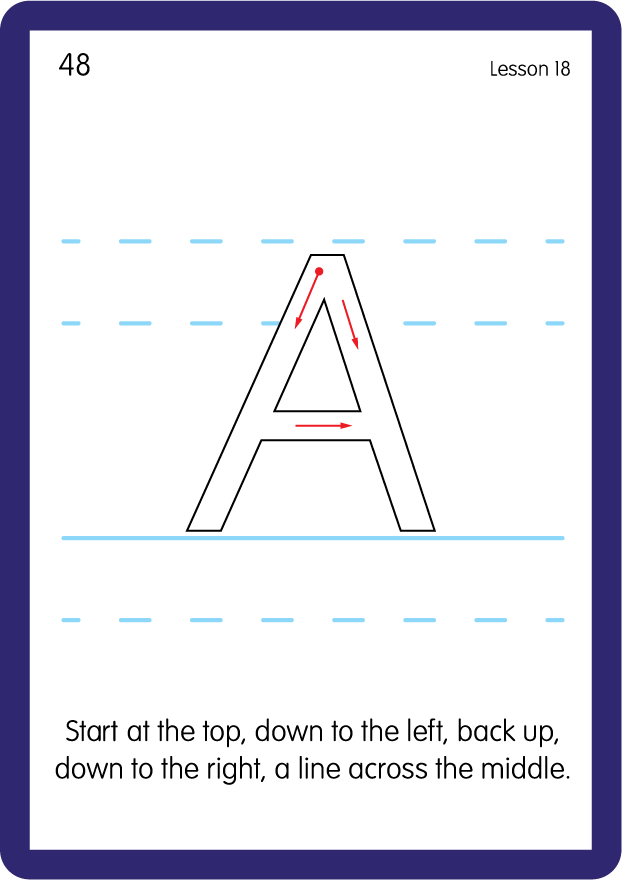 48
Lesson 18
A
Start at the top, down to the left, back up,
down to the right, a line across the middle.